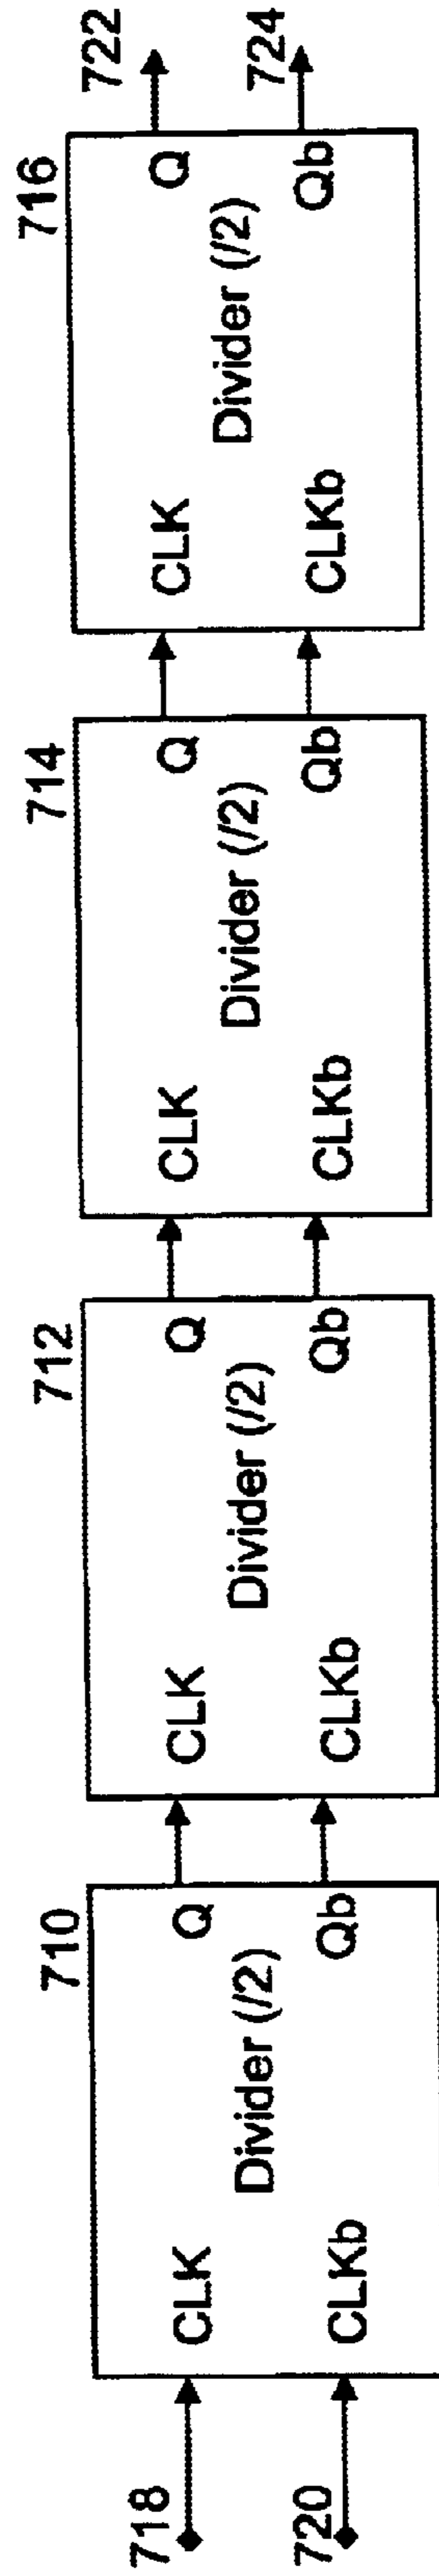 710
712
714
716
718
CLK
Q
CLK
Q
CLK
Q
CLK
Q
722
Divider (/2)
Divider (/2)
Divider (/2)
Divider (/2)
720
CLKb
Qb
CLKb
Qb
CLKb
Qb
CLKb
Qb
724